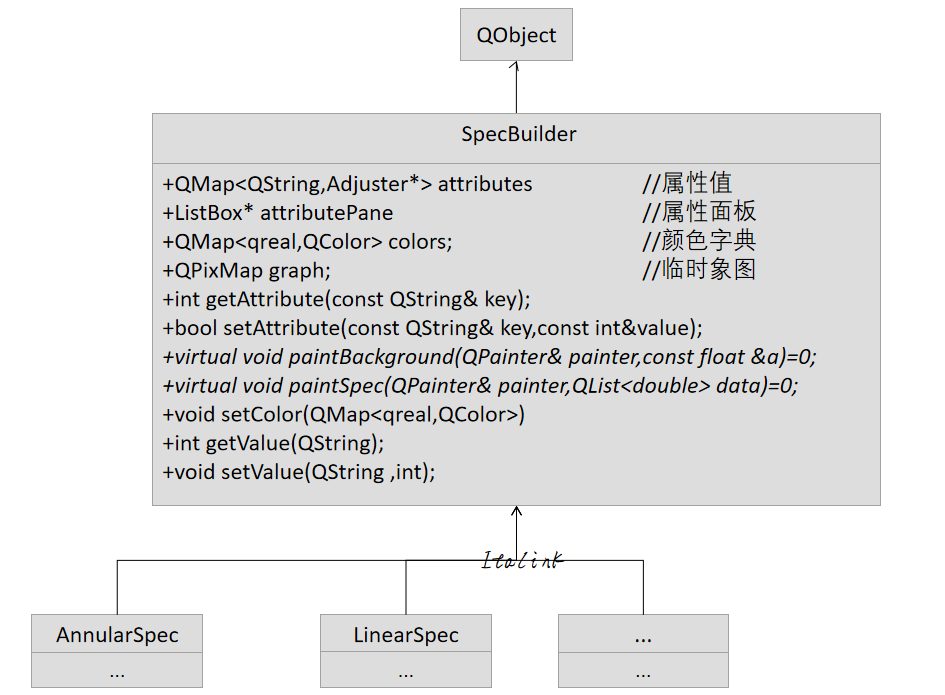 QObject
SpecBuilder
+QMap<QString,Adjuster*> attributes //属性值
+ListBox* attributePane //属性面板
+QMap<qreal,QColor> colors; //颜色字典
+QPixMap graph; //临时象图
+int getAttribute(const QString& key);
+bool setAttribute(const QString& key,const int&value);
+virtual void paintBackground(QPainter& painter,const float &a)=0;
+virtual void paintSpec(QPainter& painter,QList<double> data)=0;
+void setColor(QMap<qreal,QColor>)
+int getValue(QString);
+void setValue(QString ,int);
Italink
AnnularSpec LinearSpec ...
... ... ...